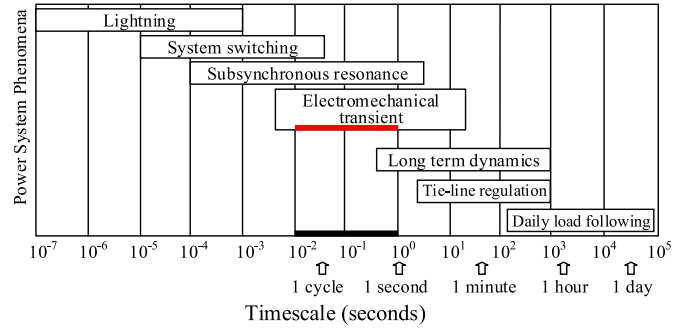 Power System Phenomena
Lightning
System switching
Subsynchronous resonance
Electromechanical
transient
Long term dynamics
Tie-line regulation
Daily load following
10^-7 10^-6 10^-5 10^-4 10^-3 10^-2 10^-1 10^0 10^1 10^2 10^3 10^4 10^5
1 cycle 1 second 1 minute 1 hour 1 day
Timescale (seconds)